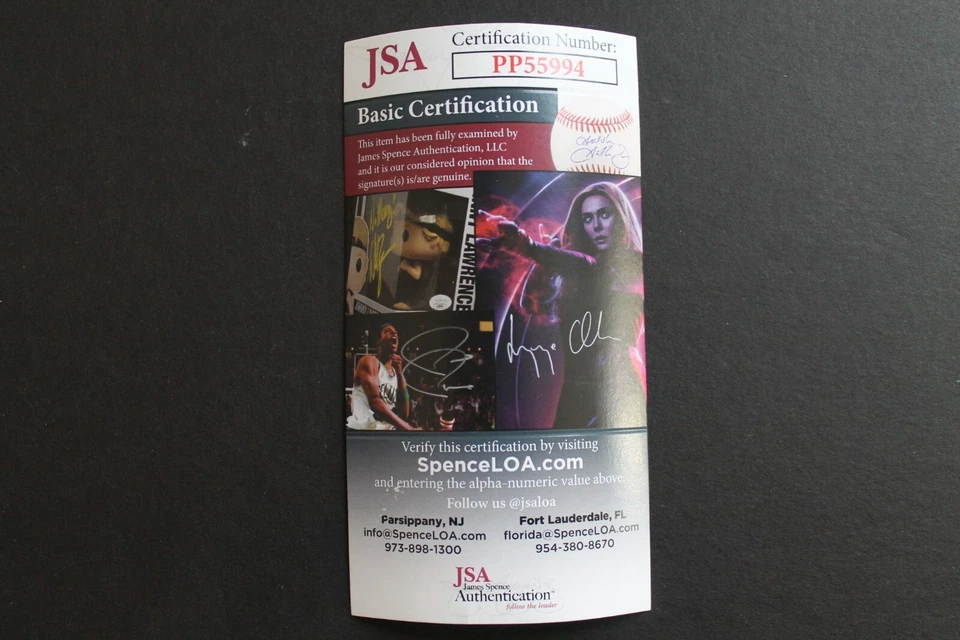 JSA
Certification Number:
PP55994
Basic Certification
This item has been fully examined by
James Spence Authentication, LLC
and it is our considered opinion that the
signature(s) is/are genuine.
LAWRENCE
Verify this certification by visiting
SpenceLOA.com
and entering the alpha-numeric value above.
Follow us @jsaloa
Parsippany, NJ
info@SpenceLOA.com
973-898-1300
Fort Lauderdale, FL
florida@SpenceLOA.com
954-380-8670
JSA
James Spence
Authentication™
follow the leader